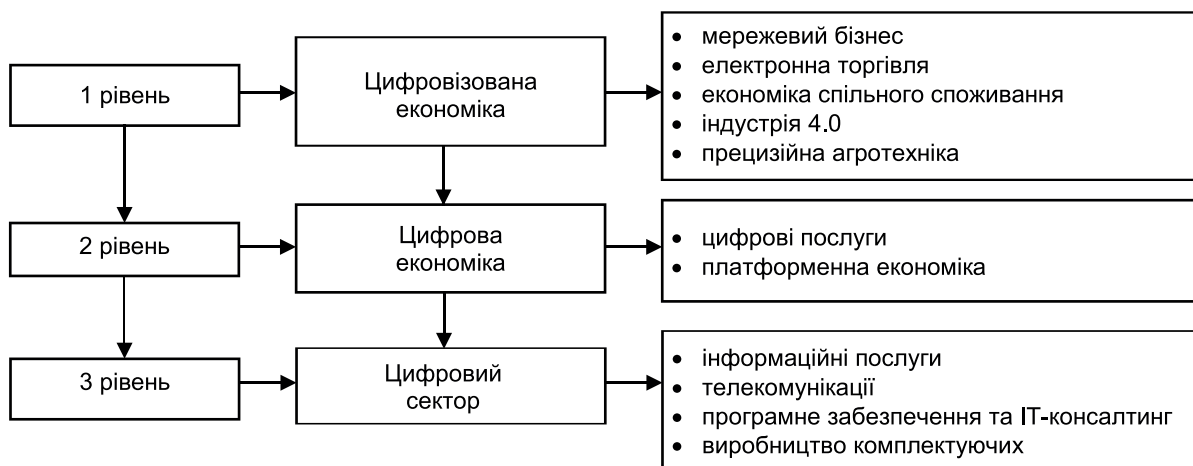 1 рівень
Цифровізована
економіка
• мережевий бізнес
• електронна торгівля
• економіка спільного споживання
• індустрія 4.0
• прецизійна агротехніка
2 рівень
Цифрова
економіка
• цифрові послуги
• платформенна економіка
3 рівень
Цифровий
сектор
• інформаційні послуги
• телекомунікації
• програмне забезпечення та ІТ-консалтинг
• виробництво комплектуючих